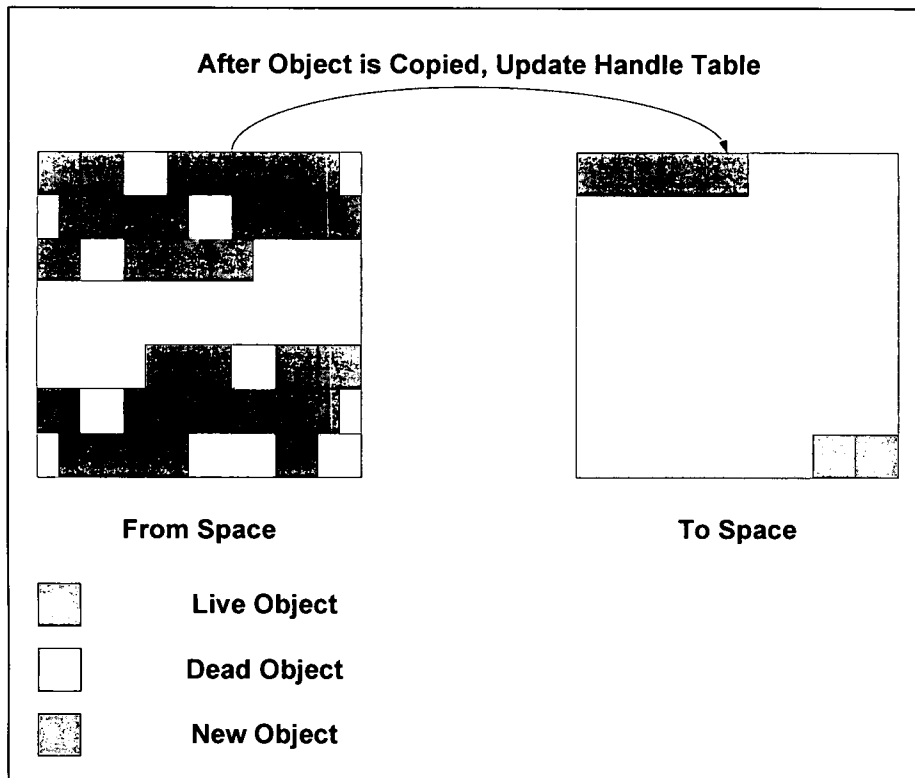 After Object is Copied, Update Handle Table
From Space
To Space
Live Object
Dead Object
New Object